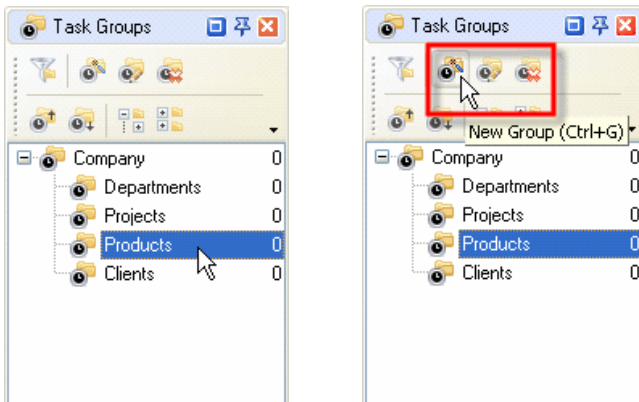 Task Groups
Company 0
Departments 0
Projects 0
Products 0
Clients 0
Task Groups
New Group (Ctrl+G)
Company 0
Departments 0
Projects 0
Products 0
Clients 0